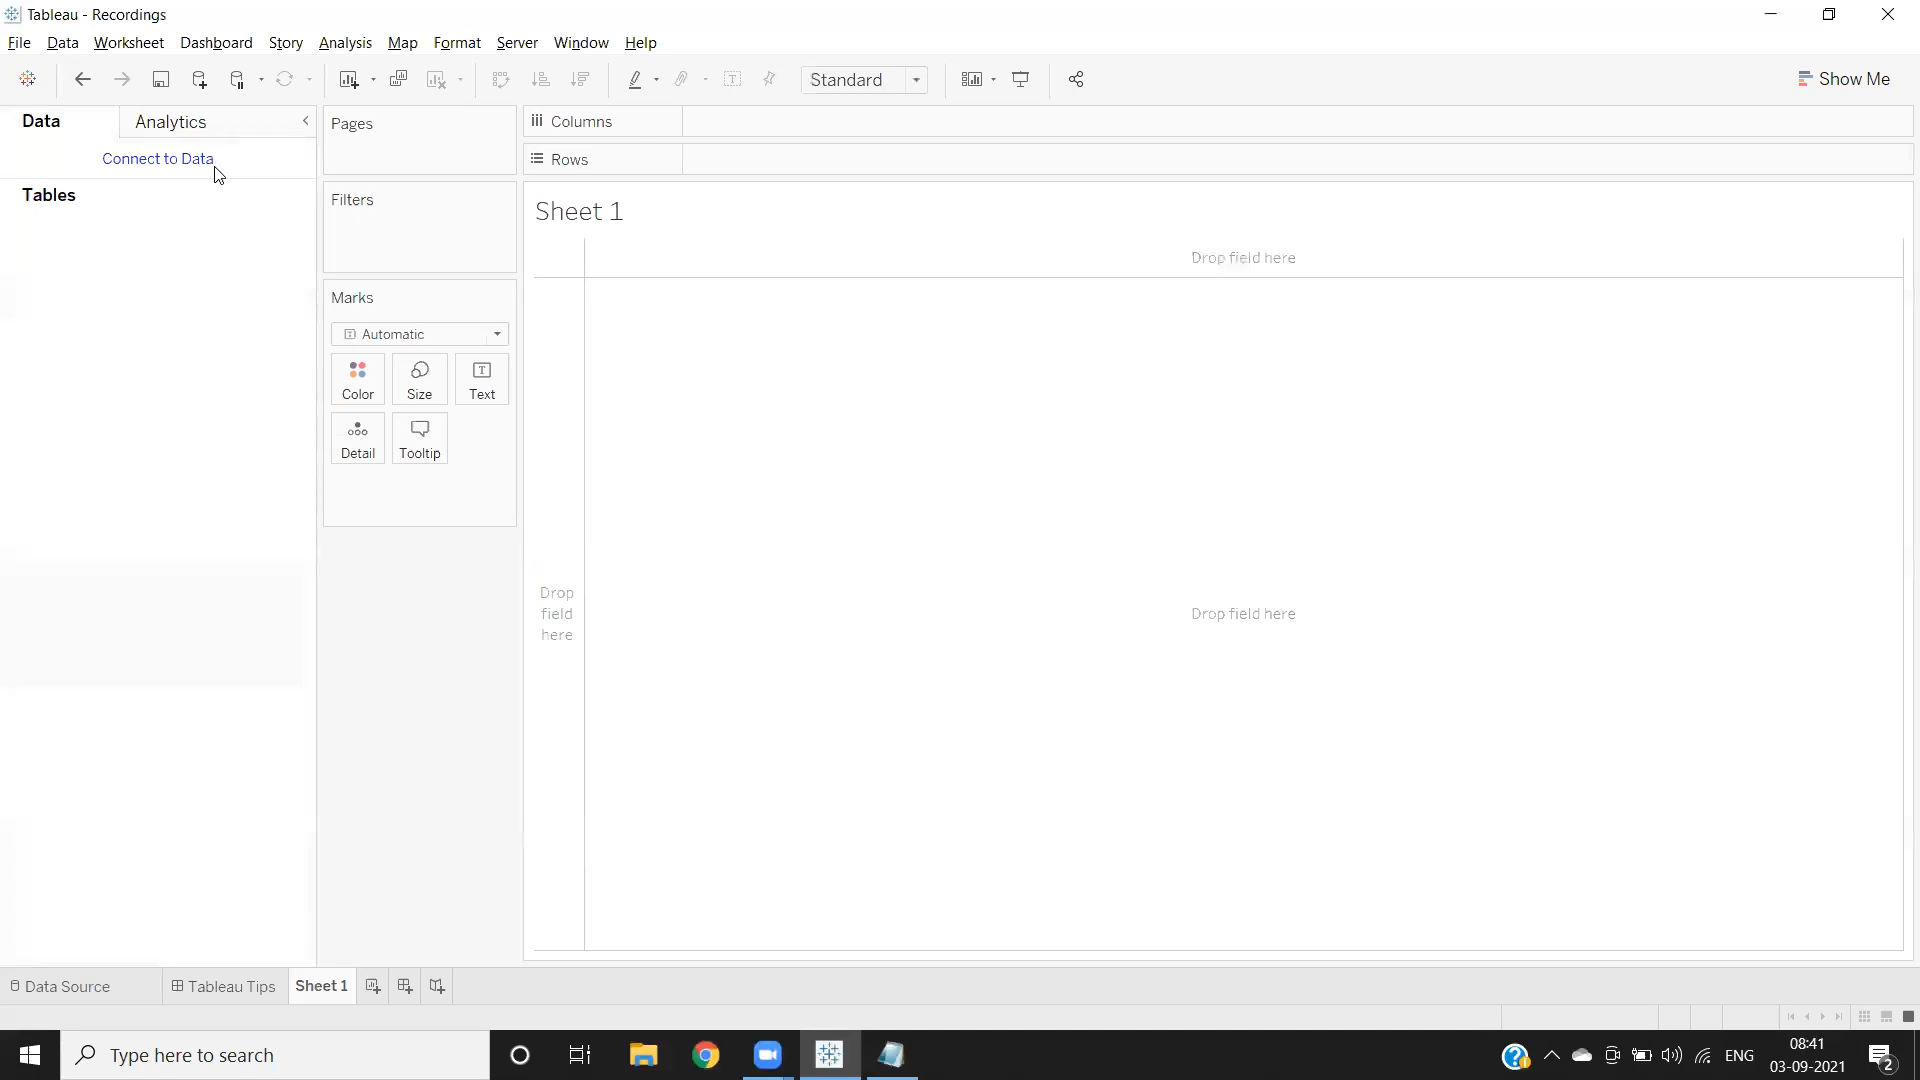 Tableau - Recordings
File Data Worksheet Dashboard Story Analysis Map Format Server Window Help
Standard
Show Me
Data
Analytics
Connect to Data
Tables
Pages
Filters
Marks
Automatic
Color
Size
Text
Detail
Tooltip
Columns
Rows
Sheet 1
Drop field here
Drop
field
here
Drop field here
Data Source
Tableau Tips
Sheet 1
Type here to search
ENG
08:41
03-09-2021
2